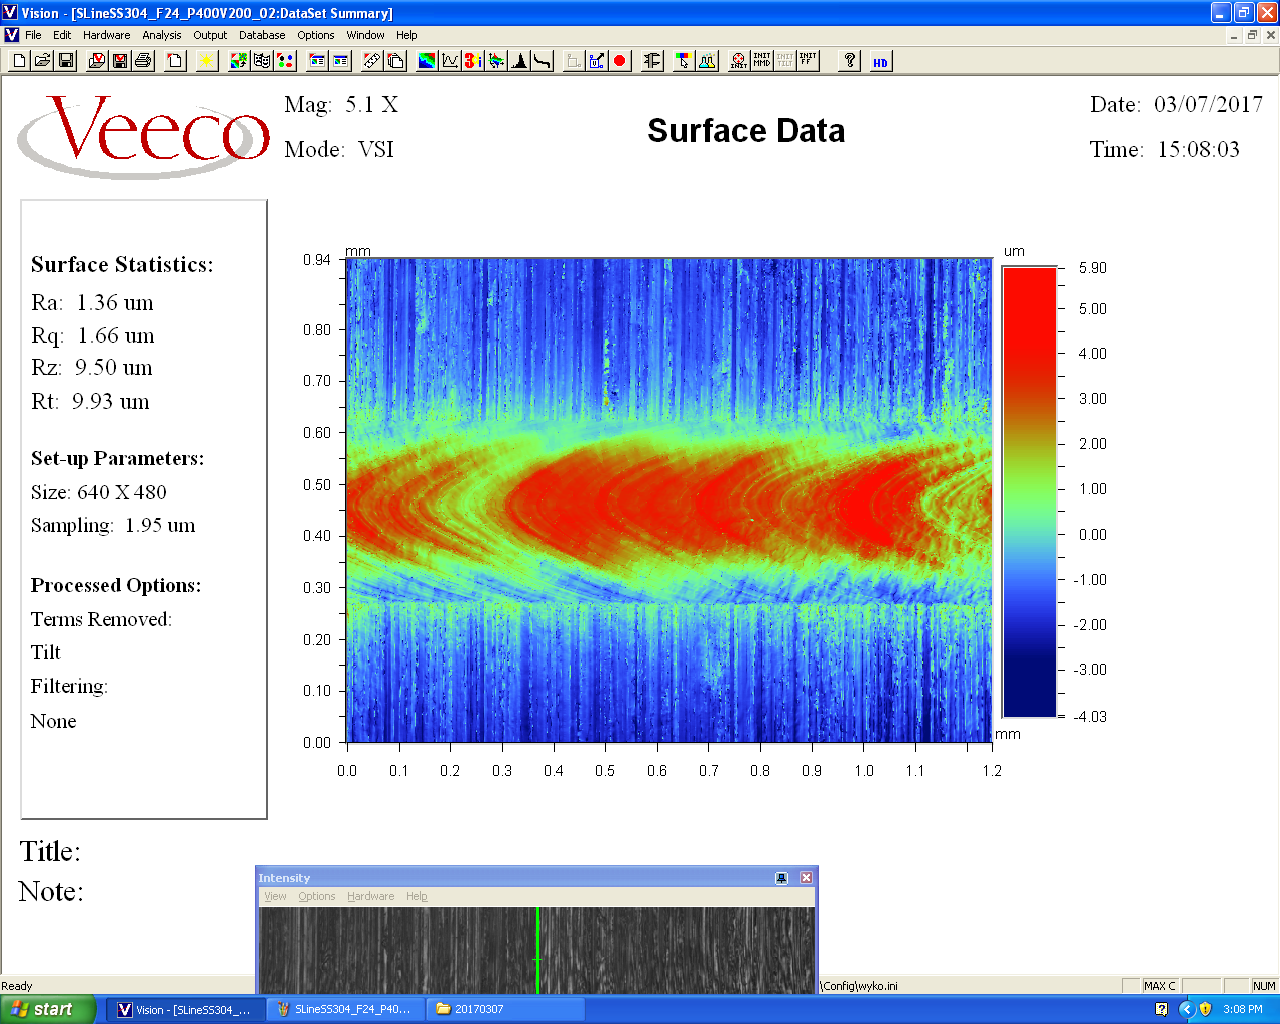 Vision - [SLineSS304_F24_P400V200_02:DataSet Summary]
File Edit Hardware Analysis Output Database Options Window Help
INIT INIT MMD INIT TILT INIT FF ? HD
Veeco
Mag: 5.1 X
Mode: VSI
Surface Data
Date: 03/07/2017
Time: 15:08:03
Surface Statistics:
Ra: 1.36 um
Rq: 1.66 um
Rz: 9.50 um
Rt: 9.93 um
Set-up Parameters:
Size: 640 X 480
Sampling: 1.95 um
Processed Options:
Terms Removed:
Tilt
Filtering:
None
mm
0.94
0.80
0.70
0.60
0.50
0.40
0.30
0.20
0.10
0.00
0.0 0.1 0.2 0.3 0.4 0.5 0.6 0.7 0.8 0.9 1.0 1.1 1.2
mm
um
5.90
5.00
4.00
3.00
2.00
1.00
0.00
-1.00
-2.00
-3.00
-4.03
Title:
Note:
Intensity
View Options Hardware Help
Ready
\Config\wyko.ini
MAX C
NUM
start
Vision - [SLineSS304_...
SLineSS304_F24_P40...
20170307
3:08 PM